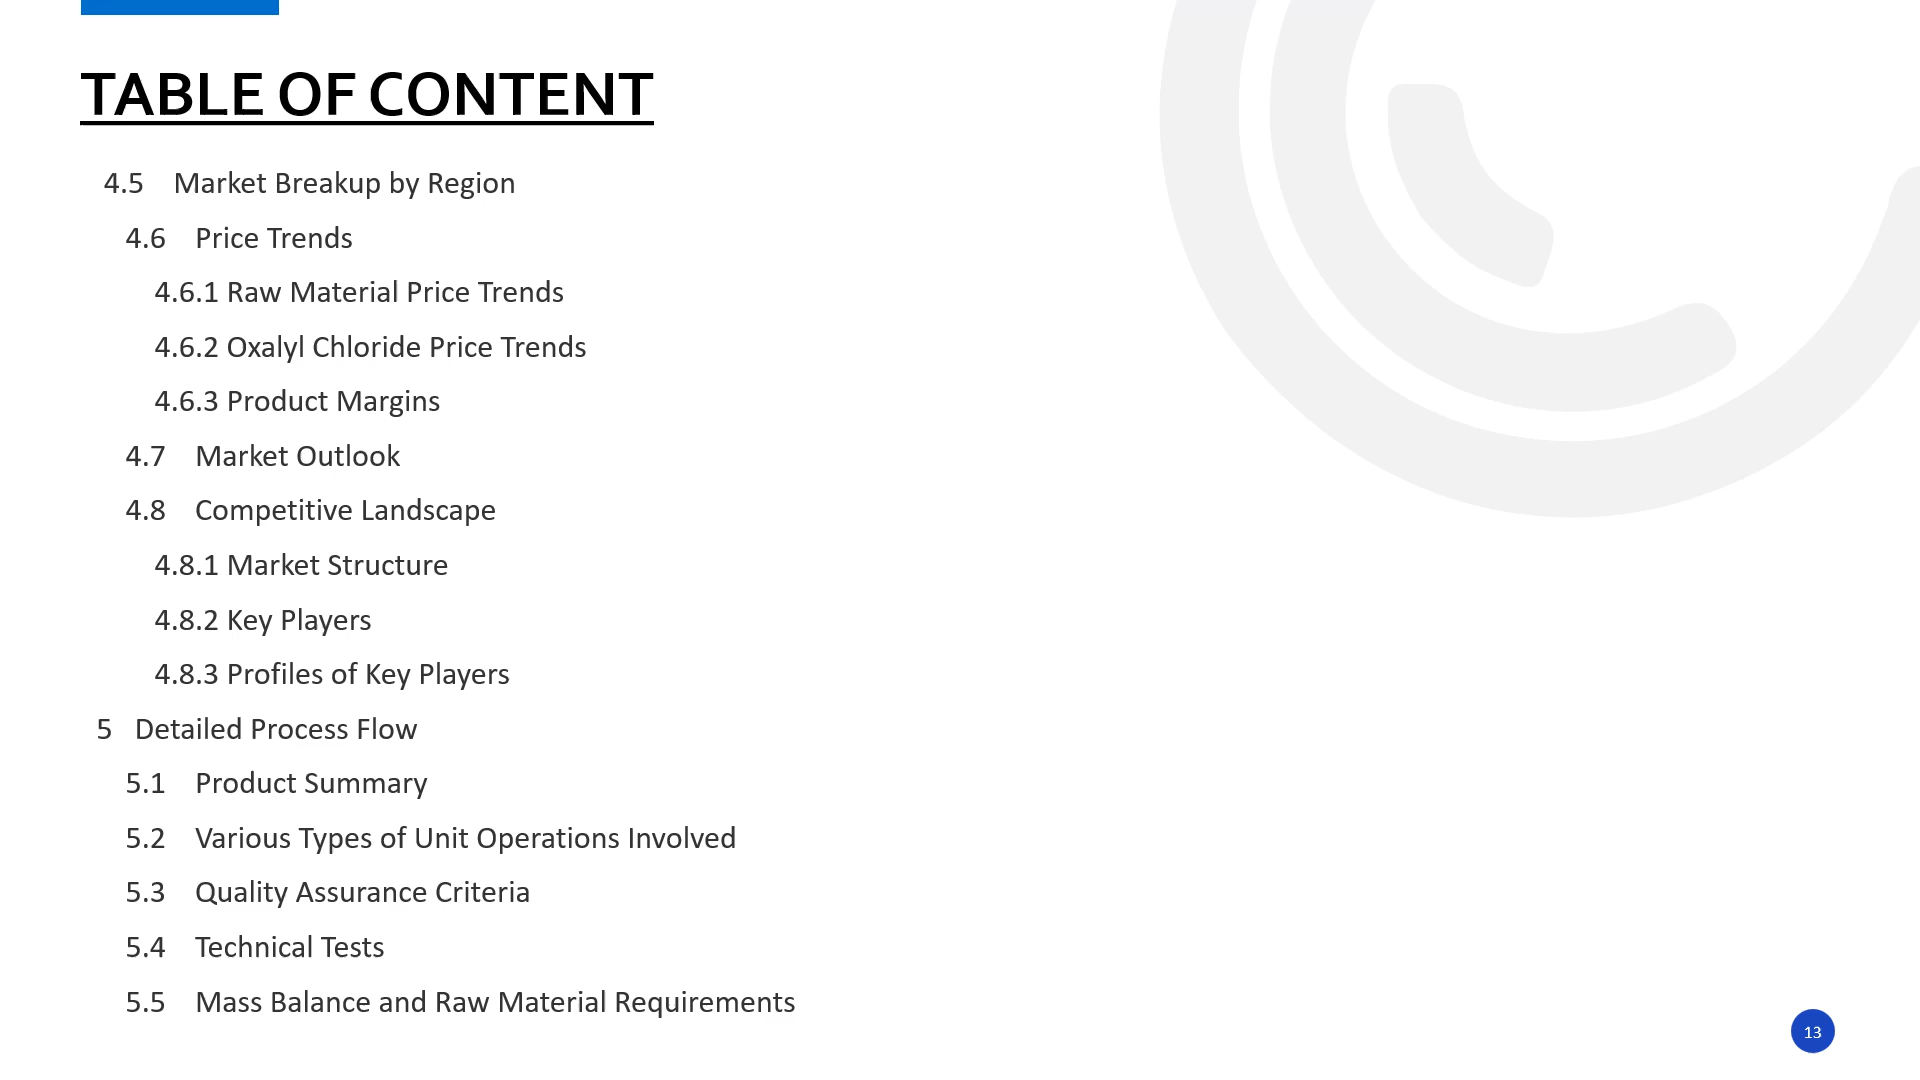 TABLE OF CONTENT
4.5 Market Breakup by Region
4.6 Price Trends
4.6.1 Raw Material Price Trends
4.6.2 Oxalyl Chloride Price Trends
4.6.3 Product Margins
4.7 Market Outlook
4.8 Competitive Landscape
4.8.1 Market Structure
4.8.2 Key Players
4.8.3 Profiles of Key Players
5 Detailed Process Flow
5.1 Product Summary
5.2 Various Types of Unit Operations Involved
5.3 Quality Assurance Criteria
5.4 Technical Tests
5.5 Mass Balance and Raw Material Requirements
13